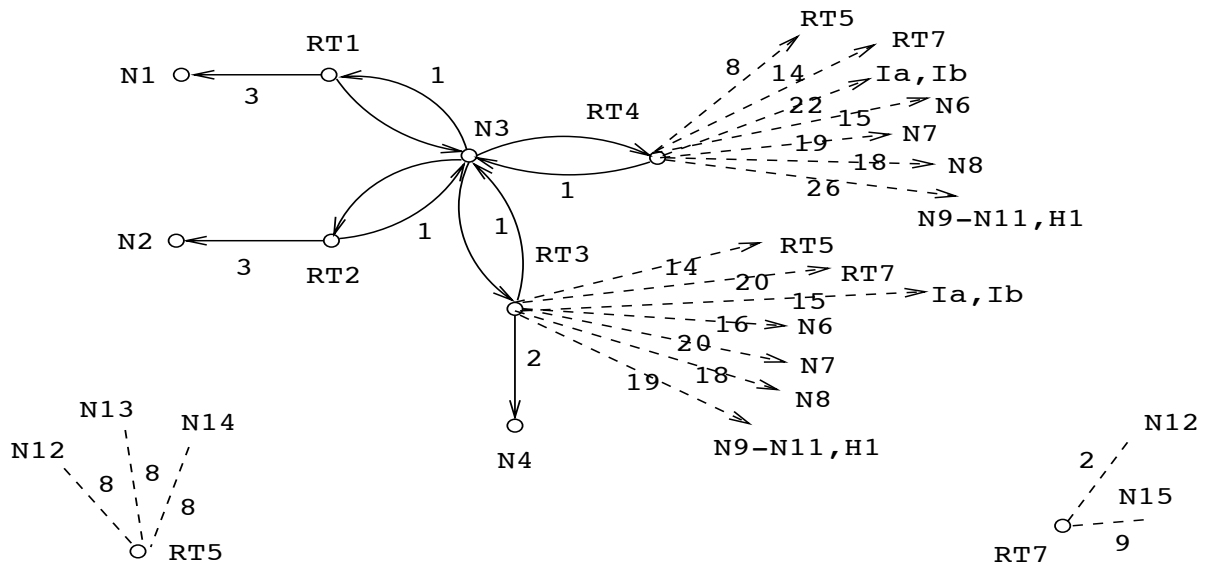 RT5
RT1
RT7
N1
1
8
14
Ia,Ib
3
22
N6
RT4
15
N3
19
N7
18
N8
1
26
N9-N11,H1
N2
1
1
RT3
RT5
3
RT2
14
RT7
20
15
Ia,Ib
16
N6
2
20
N7
19
18
N8
N13
N14
N12
N4
N9-N11,H1
N12
8
8
2
8
N15
RT5
RT7
9